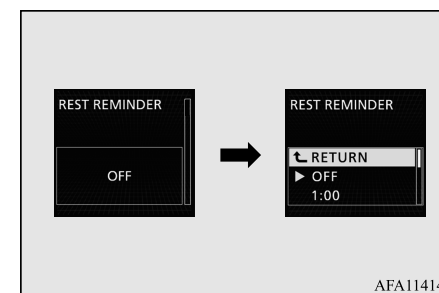 REST REMINDER
OFF
REST REMINDER
RETURN
OFF
1:00
AFA11414